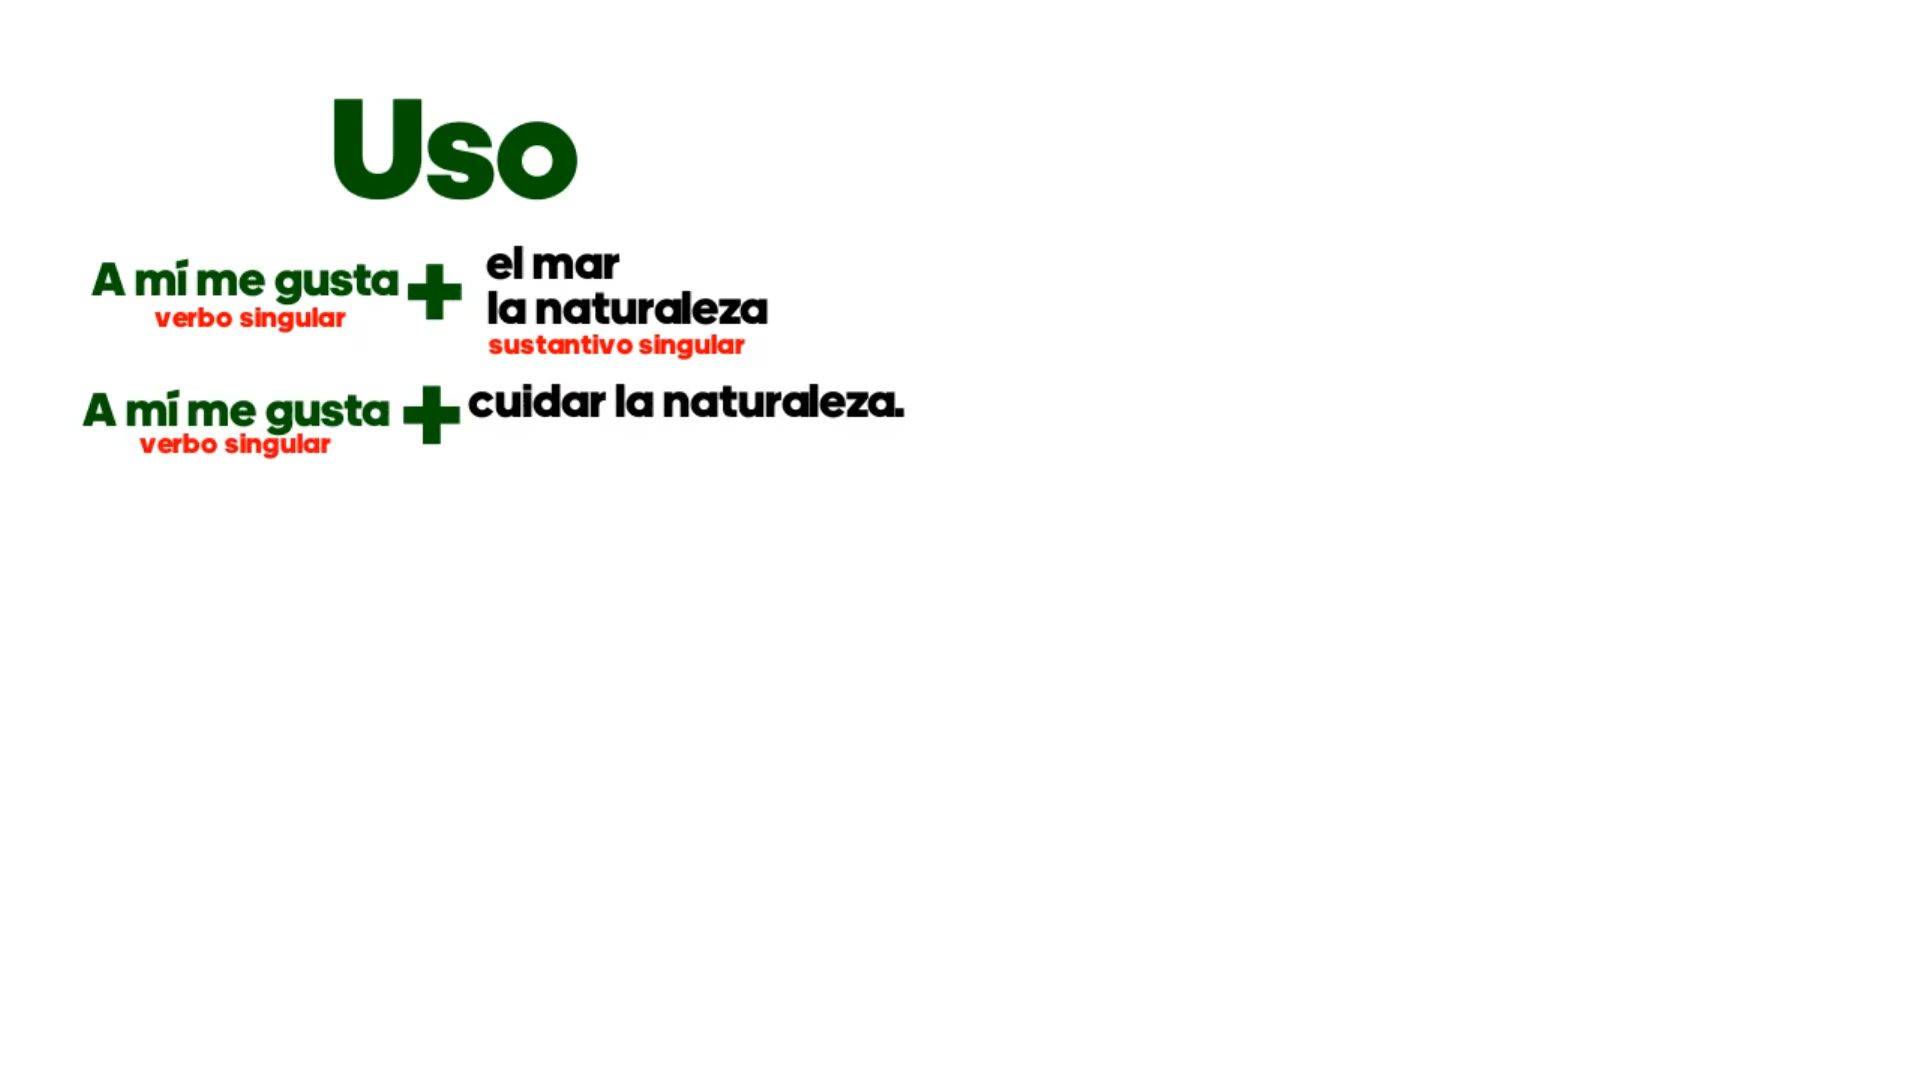 Uso
A mí me gusta + el mar
la naturaleza
verbo singular
sustantivo singular
A mí me gusta + cuidar la naturaleza.
verbo singular